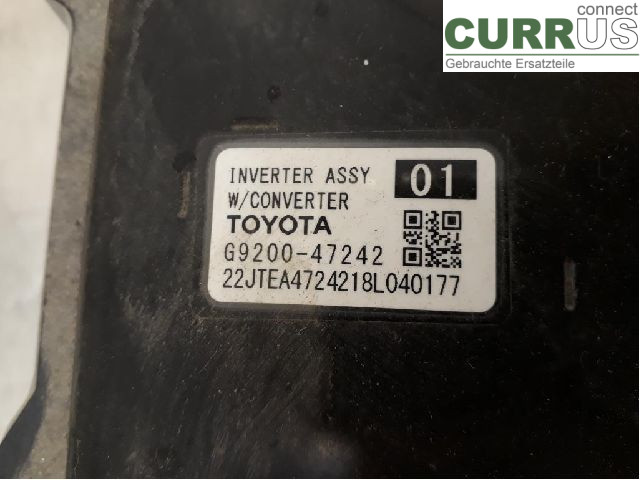 connect
CURRUS
Gebrauchte Ersatzteile
INVERTER ASSY 01
W/CONVERTER
TOYOTA
G9200-47242
22JTEA4724218L040177